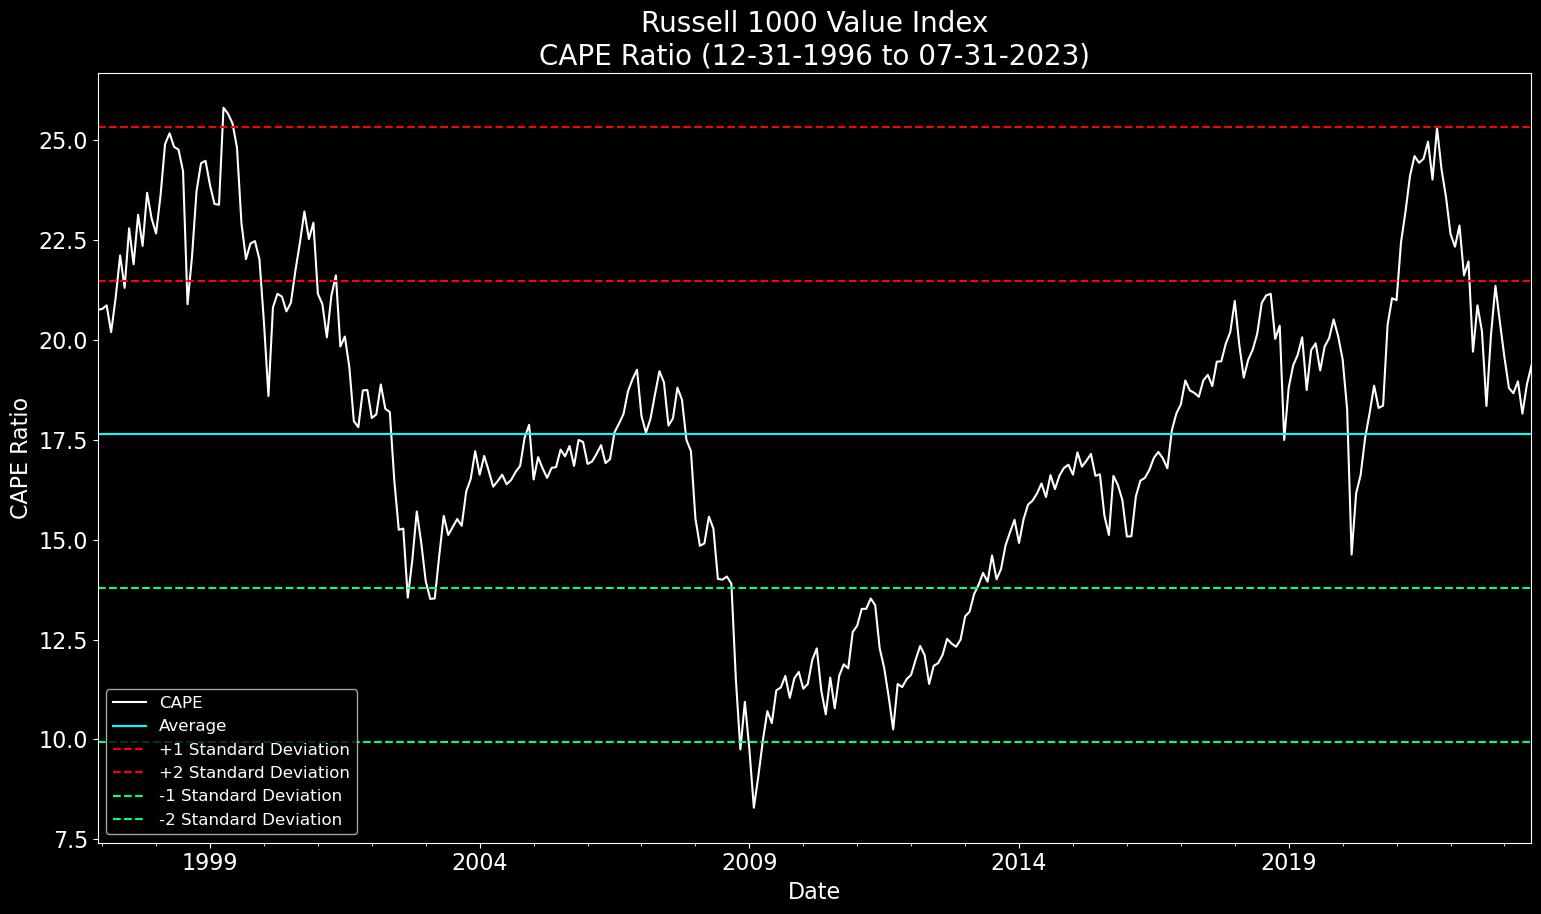 Russell 1000 Value Index
CAPE Ratio (12-31-1996 to 07-31-2023)
25.0
22.5
20.0
17.5
15.0
12.5
10.0
7.5
CAPE Ratio
CAPE
Average
+1 Standard Deviation
+2 Standard Deviation
-1 Standard Deviation
-2 Standard Deviation
1999
2004
2009
2014
2019
Date